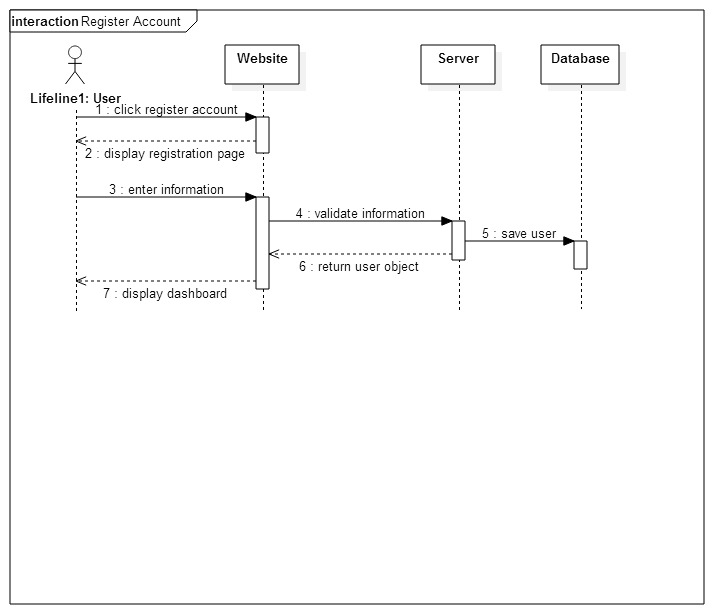 interaction Register Account
Website
Server
Database
Lifeline1: User
1 : click register account
2 : display registration page
3 : enter information
4 : validate information
5 : save user
6 : return user object
7 : display dashboard